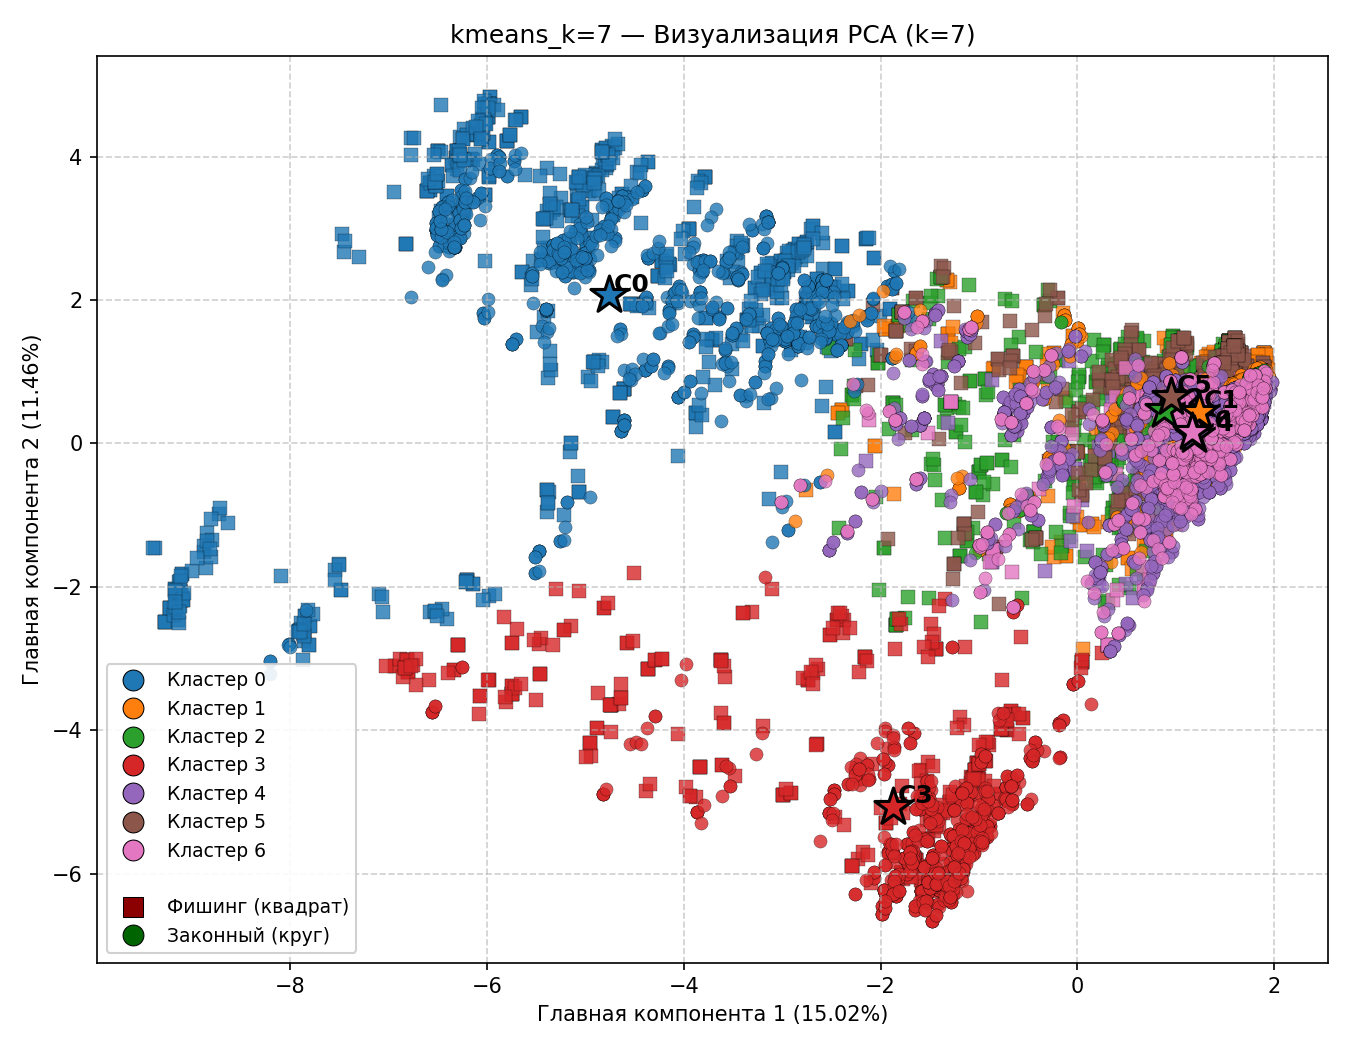 kmeans_k=7 — Визуализация PCA (k=7)
Главная компонента 2 (11.46%)
4
2
0
−2
−4
−6
C0
C5
C1
C4
C3
Кластер 0
Кластер 1
Кластер 2
Кластер 3
Кластер 4
Кластер 5
Кластер 6
Фишинг (квадрат)
Законный (круг)
−8 −6 −4 −2 0 2
Главная компонента 1 (15.02%)